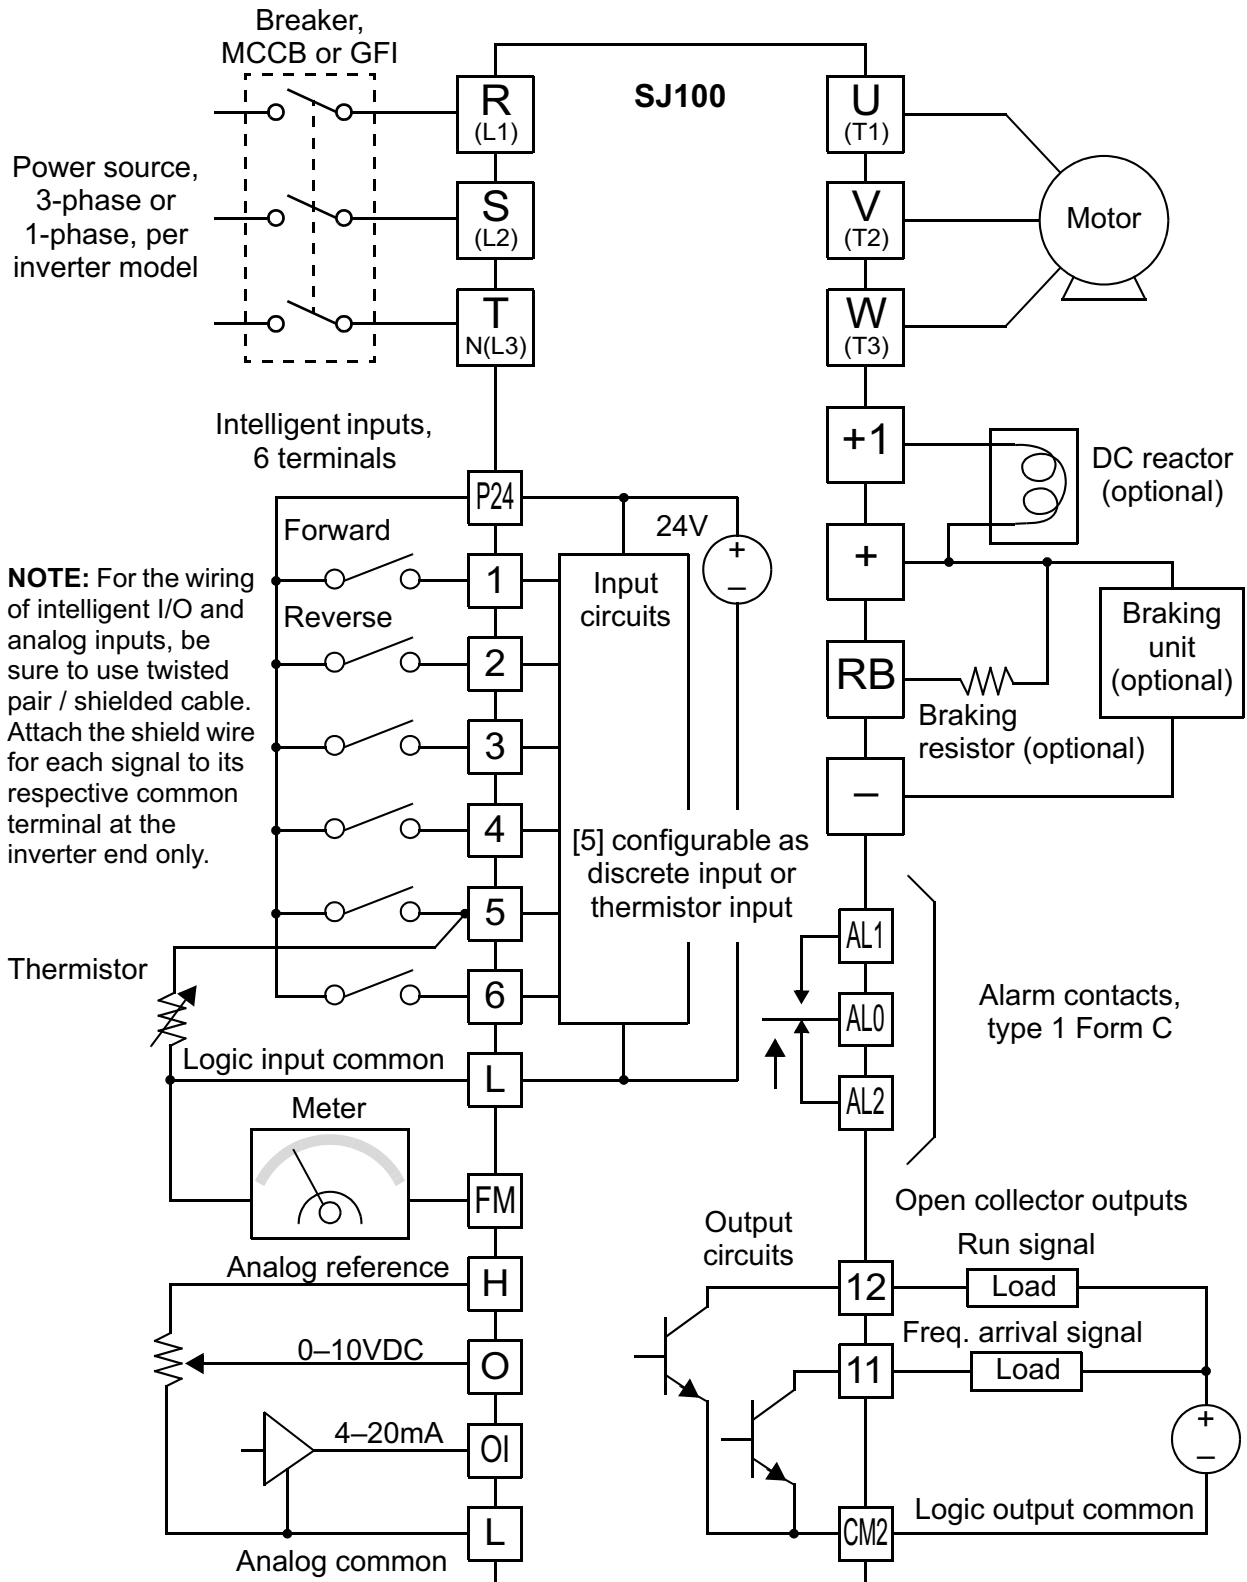 Breaker,
MCCB or GFI
SJ100
R
(L1)
U
(T1)
Power source,
3-phase or
1-phase, per
inverter model
S
(L2)
V
(T2)
Motor
T
N(L3)
W
(T3)
Intelligent inputs,
6 terminals
+1
DC reactor
(optional)
P24
24V
+
–
+
Forward
NOTE: For the wiring
of intelligent I/O and
analog inputs, be
sure to use twisted
pair / shielded cable.
Attach the shield wire
for each signal to its
respective common
terminal at the
inverter end only.
1
Input
circuits
Reverse
2
Braking
unit
(optional)
RB
Braking
resistor (optional)
3
–
4
[5] configurable as
discrete input or
thermistor input
5
AL1
Thermistor
6
AL0
Alarm contacts,
type 1 Form C
Logic input common
L
AL2
Meter
FM
Open collector outputs
Output
circuits
Run signal
Analog reference
H
12
Load
Freq. arrival signal
0–10VDC
O
11
Load
4–20mA
OI
+
–
L
CM2
Logic output common
Analog common